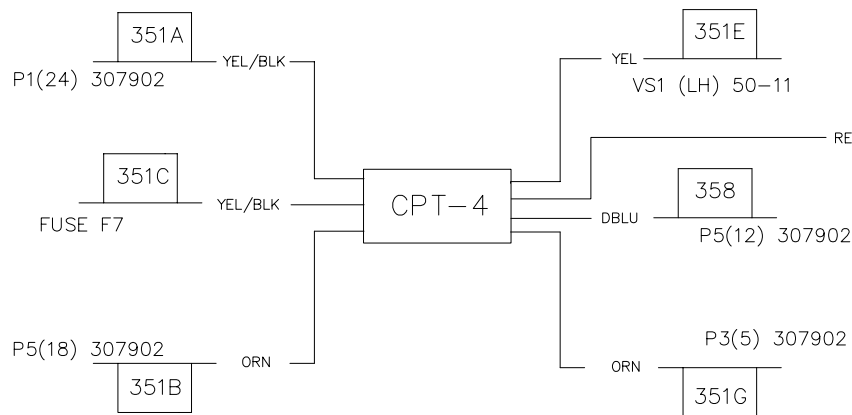 351A
YEL/BLK
P1(24) 307902
351E
YEL
VS1 (LH) 50-11
RE
351C
YEL/BLK
FUSE F7
CPT-4
358
DBLU
P5(12) 307902
P5(18) 307902
ORN
351B
P3(5) 307902
ORN
351G